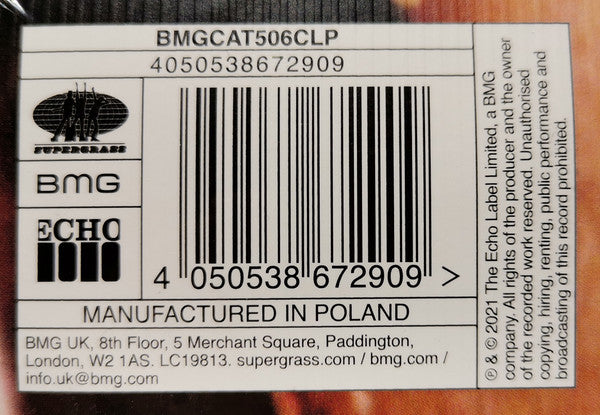 BMGCAT506CLP
4050538672909
SUPERGRASS
BMG
ECHO
4 050538 672909 >
MANUFACTURED IN POLAND
BMG UK, 8th Floor, 5 Merchant Square, Paddington,
London, W2 1AS. LC19813. supergrass.com / bmg.com /
info.uk@bmg.com
℗ & © 2021 The Echo Label Limited, a BMG
company. All rights of the producer and the owner
of the recorded work reserved. Unauthorised
copying, hiring, renting, public performance and
broadcasting of this record prohibited.